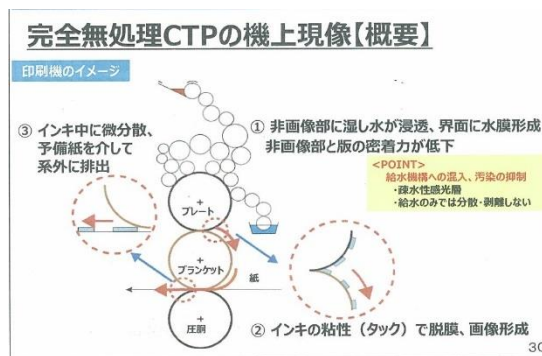 完全無処理CTPの機上現像【概要】
印刷機のイメージ
③ インキ中に微分散、
予備紙を介して
系外に排出
① 非画像部に湿し水が浸透、界面に水膜形成
非画像部と版の密着力が低下
<POINT>
給水機構への混入、汚染の抑制
・疎水性感光層
・給水のみでは分散・剥離しない
+
プレート
+
ブランケット
紙
+
圧胴
② インキの粘性(タック)で脱膜、画像形成
30